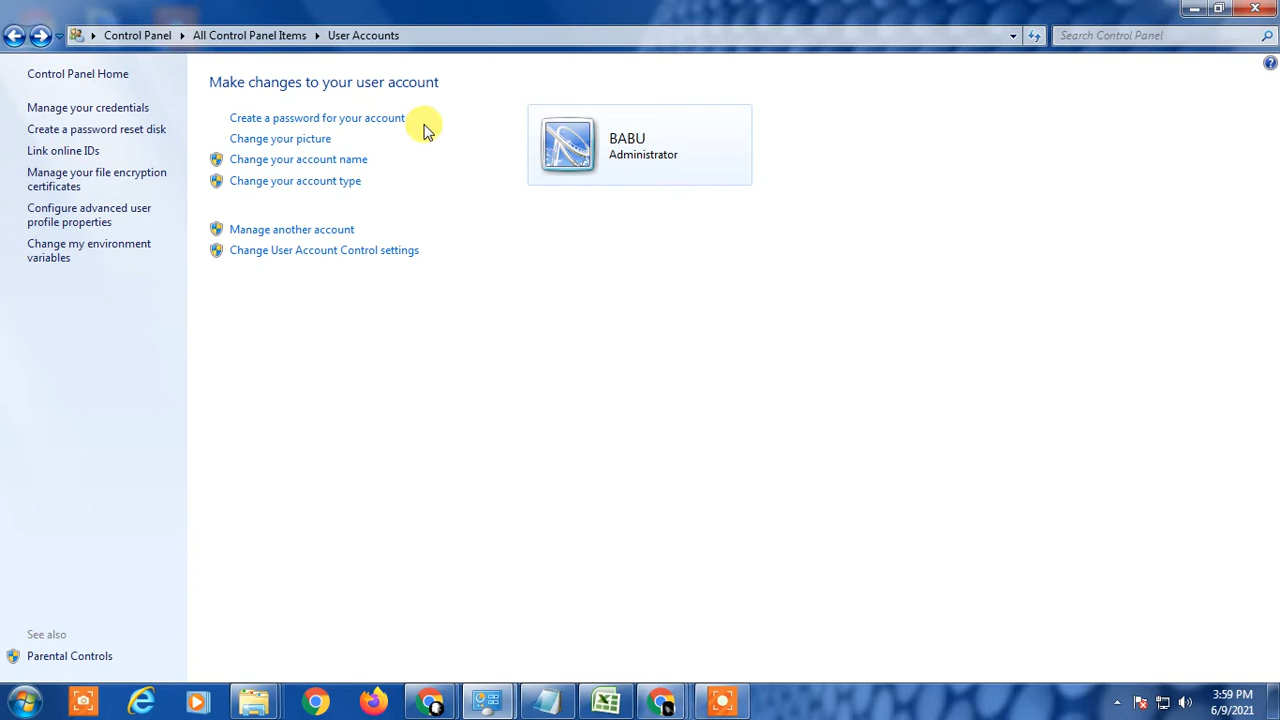 Control Panel All Control Panel Items User Accounts
Search Control Panel
Control Panel Home
Manage your credentials
Create a password reset disk
Link online IDs
Manage your file encryption
certificates
Configure advanced user
profile properties
Change my environment
variables
See also
Parental Controls
Make changes to your user account
Create a password for your account
Change your picture
Change your account name
Change your account type
Manage another account
Change User Account Control settings
BABU
Administrator
3:59 PM
6/9/2021